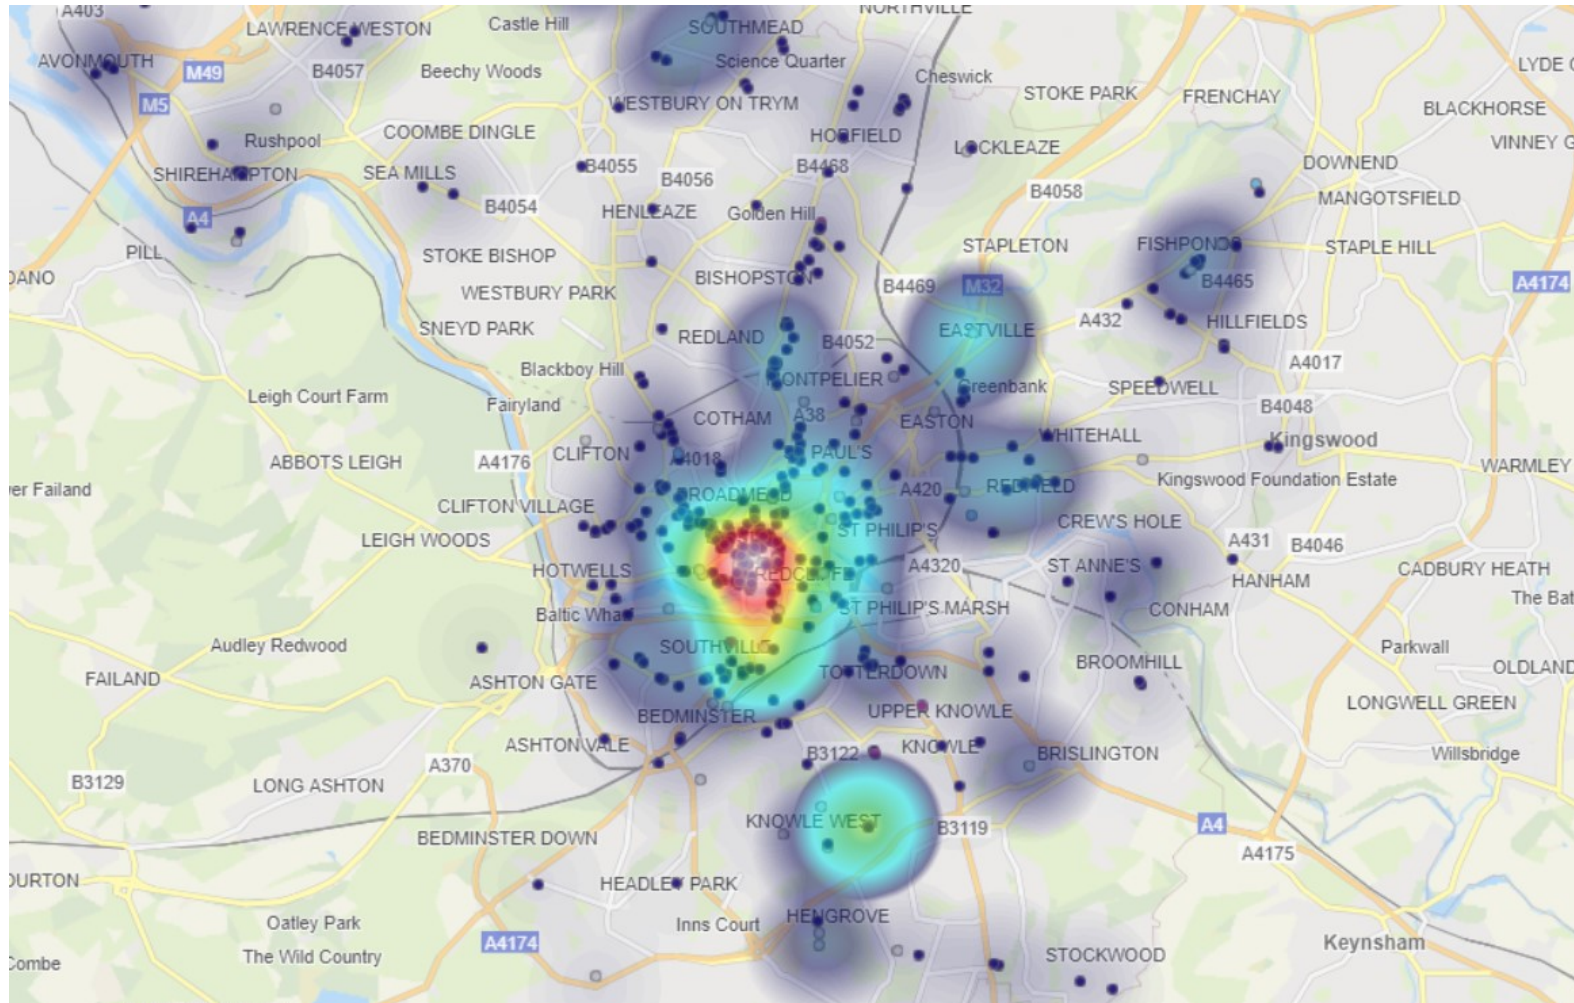 A403
Castle Hill
NORTHVILLE
LAWRENCE WESTON
SOUTHMEAD
AVONMOUTH
M49
B4057
Beechy Woods
Science Quarter
Cheswick
M5
WESTBURY ON TRYM
STOKE PARK
FRENCHAY
BLACKHORSE
Rushpool
COOMBE DINGLE
HORFIELD
LOCKLEAZE
SHIREHAMPTON
SEA MILLS
B4055
B4056
B4468
DOWNEND
B4054
B4058
MANGOTSFIELD
A4
HENLEAZE
Golden Hill
PILL
STOKE BISHOP
STAPLETON
FISHPONDS
STAPLE HILL
BISHOPSTON
B4469
M32
B4465
A4174
WESTBURY PARK
SNEYD PARK
REDLAND
B4052
EASTVILLE
A432
HILLFIELDS
Blackboy Hill
MONTPELIER
Greenbank
SPEEDWELL
A4017
Leigh Court Farm
Fairyland
COTHAM
A38
EASTON
B4048
WHITEHALL
Kingswood
ABBOTS LEIGH
A4176
CLIFTON
A4018
PAUL'S
WARMLEY
A420
REDFIELD
Kingswood Foundation Estate
CLIFTON VILLAGE
BROADMEAD
LEIGH WOODS
ST PHILIP'S
CREW'S HOLE
A431
B4046
HOTWELLS
REDCLIFFE
A4320
ST ANNE'S
HANHAM
CADBURY HEATH
Baltic Wharf
ST PHILIP'S MARSH
CONHAM
Audley Redwood
SOUTHVILLE
Parkwall
FAILAND
ASHTON GATE
TOTTERDOWN
BROOMHILL
BEDMINSTER
UPPER KNOWLE
LONGWELL GREEN
ASHTON VALE
B3122
KNOWLE
BRISLINGTON
Willsbridge
B3129
A370
LONG ASHTON
KNOWLE WEST
B3119
A4
BEDMINSTER DOWN
A4175
HEADLEY PARK
Oatley Park
Inns Court
HENGROVE
A4174
The Wild Country
STOCKWOOD
Keynsham